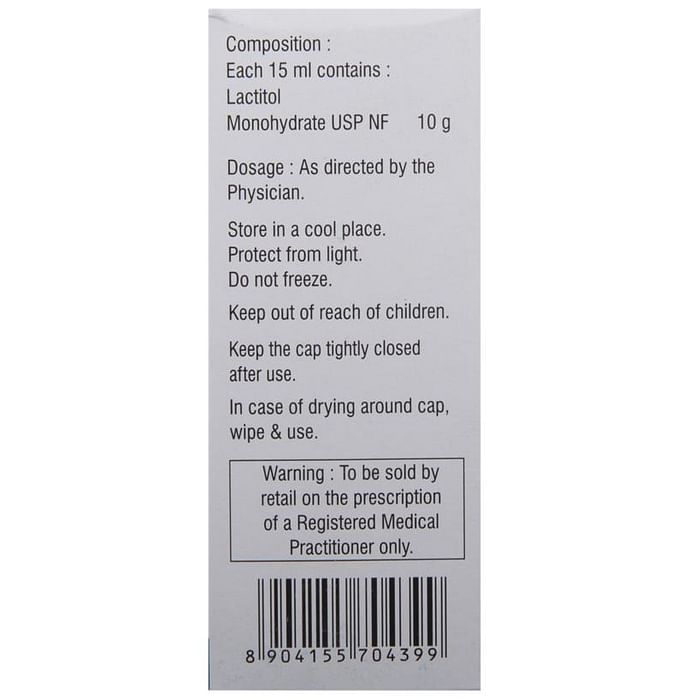 Composition :
Each 15 ml contains :
Lactitol
Monohydrate USP NF 10 g
Dosage : As directed by the
Physician.
Store in a cool place.
Protect from light.
Do not freeze.
Keep out of reach of children.
Keep the cap tightly closed
after use.
In case of drying around cap,
wipe & use.
Warning : To be sold by
retail on the prescription
of a Registered Medical
Practitioner only.
8 904155 704399